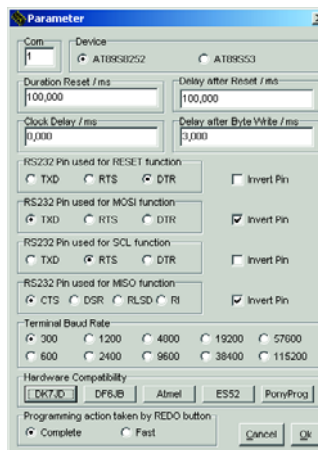 Parameter
Com Device
1 AT89S8252 AT89S53
Duration Reset / ms Delay after Reset / ms
100,000 100,000
Clock Delay / ms Delay after Byte Write / ms
0,000 3,000
RS232 Pin used for RESET function
TXD RTS DTR Invert Pin
RS232 Pin used for MOSI function
TXD RTS DTR Invert Pin
RS232 Pin used for SCL function
TXD RTS DTR Invert Pin
RS232 Pin used for MISO function
CTS DSR RLSD RI Invert Pin
Terminal Baud Rate
300 1200 4800 19200 57600
600 2400 9600 38400 115200
Hardware Compatibility
DK7JD DF6JB Atmel ES52 PonyProg
Programming action taken by REDO button
Complete Fast Cancel Ok